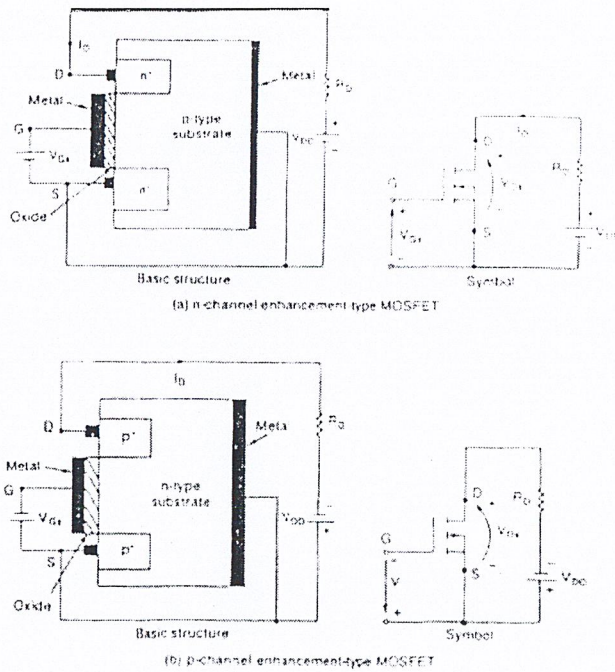 I_D
D
n+
Metal
Metal
R_D
G
n-type
substrate
V_DD
V_Gs
S
n+
Oxide
Basic structure
I_D
D
R_D
G
V_Ds
S
V_Gs
Symbol
(a) n-channel enhancement type MOSFET
I_D
D
p+
Meta
R_D
Metal
G
n-type
substrate
V_Gs
V_DD
S
p+
Oxide
Basic structure
D
R_D
G
V_Ds
V
S
V_DD
Symbol
(b) p-channel enhancement-type MOSFET